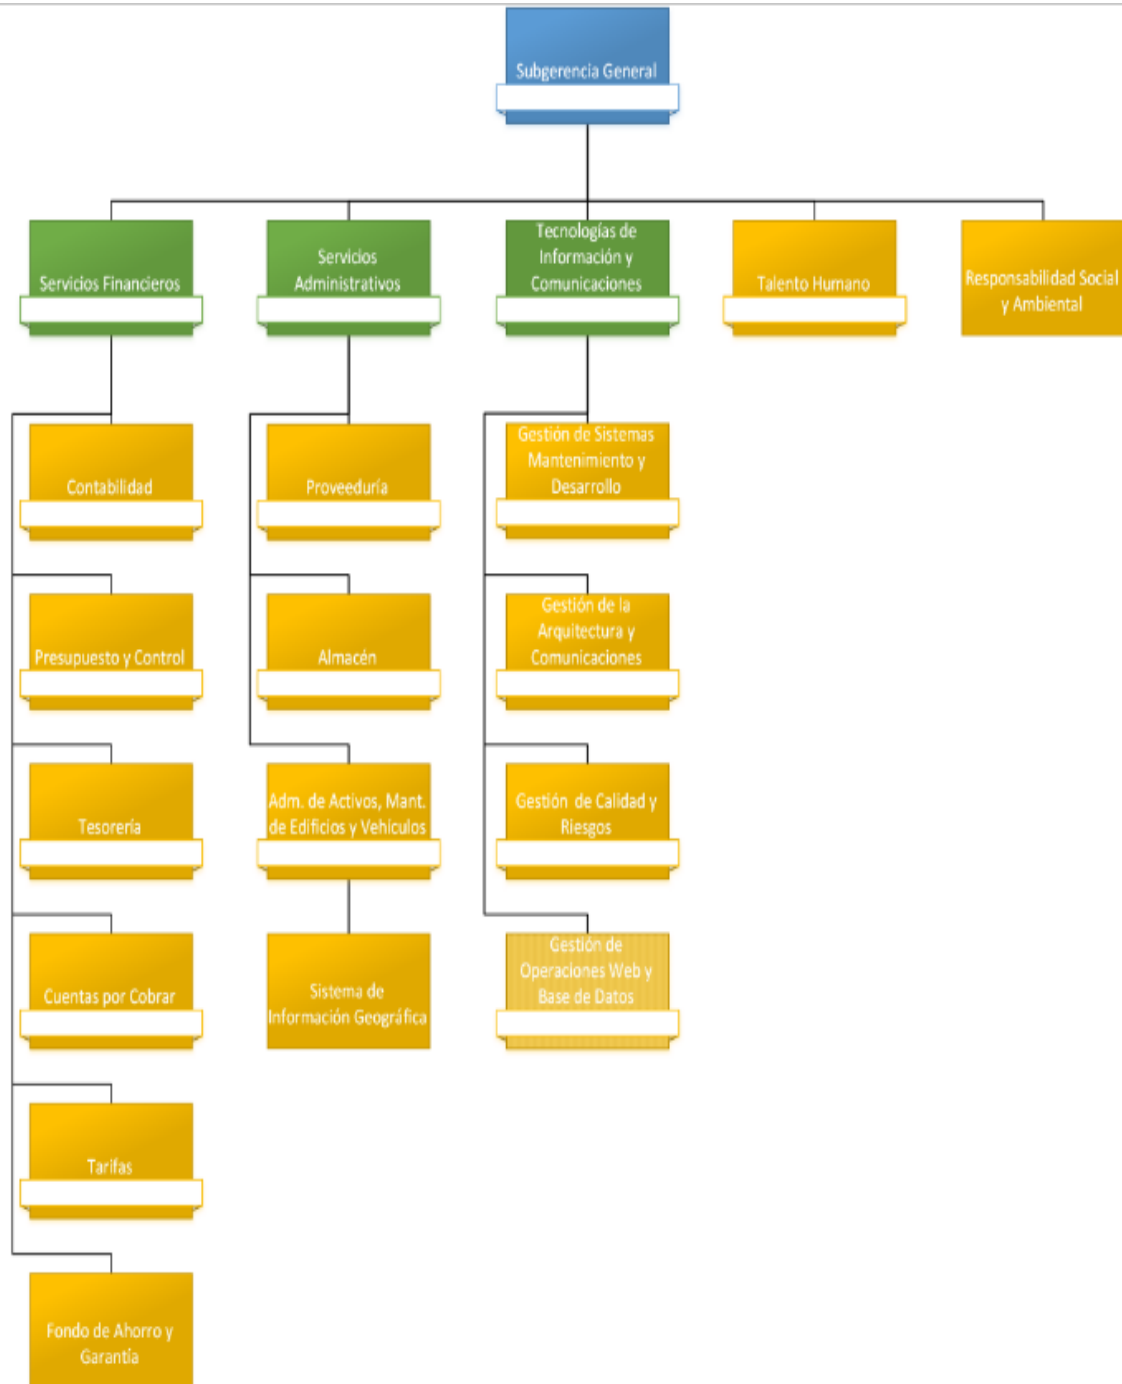 Subgerencia General
Servicios Financieros
Servicios
Administrativos
Tecnologías de
Información y
Comunicaciones
Talento Humano
Responsabilidad Social
y Ambiental
Contabilidad
Proveeduría
Gestión de Sistemas
Mantenimiento y
Desarrollo
Presupuesto y Control
Almacén
Gestión de la
Arquitectura y
Comunicaciones
Tesorería
Adm. de Activos, Mant.
de Edificios y Vehículos
Gestión de Calidad y
Riesgos
Cuentas por Cobrar
Sistema de
Información Geográfica
Gestión de
Operaciones Web y
Base de Datos
Tarifas
Fondo de Ahorro y
Garantía